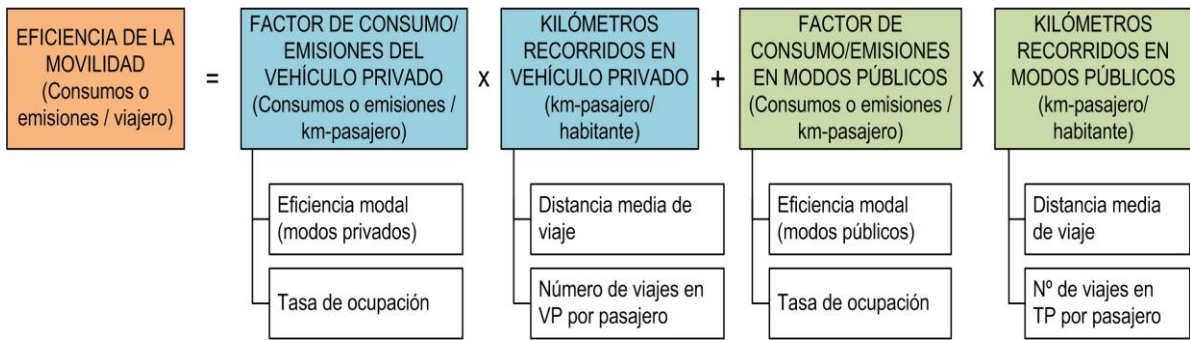 EFICIENCIA DE LA
MOVILIDAD
(Consumos o
emisiones / viajero)
=
FACTOR DE CONSUMO/
EMISIONES DEL
VEHÍCULO PRIVADO
(Consumos o emisiones /
km-pasajero)
x
KILÓMETROS
RECORRIDOS EN
VEHÍCULO PRIVADO
(km-pasajero/
habitante)
+
FACTOR DE
CONSUMO/EMISIONES
EN MODOS PÚBLICOS
(Consumos o emisiones /
km-pasajero)
x
KILÓMETROS
RECORRIDOS EN
MODOS PÚBLICOS
(km-pasajero/
habitante)
Eficiencia modal
(modos privados)
Tasa de ocupación
Distancia media de
viaje
Número de viajes en
VP por pasajero
Eficiencia modal
(modos públicos)
Tasa de ocupación
Distancia media
de viaje
Nº de viajes en
TP por pasajero